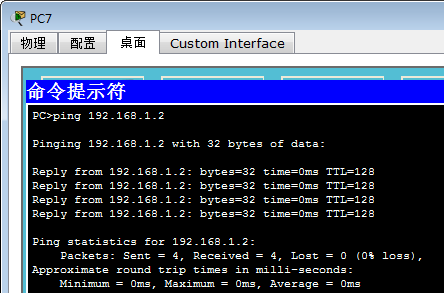 PC7
物理 配置 桌面 Custom Interface
命令提示符
PC>ping 192.168.1.2
Pinging 192.168.1.2 with 32 bytes of data:
Reply from 192.168.1.2: bytes=32 time=0ms TTL=128
Reply from 192.168.1.2: bytes=32 time=0ms TTL=128
Reply from 192.168.1.2: bytes=32 time=0ms TTL=128
Reply from 192.168.1.2: bytes=32 time=0ms TTL=128
Ping statistics for 192.168.1.2:
Packets: Sent = 4, Received = 4, Lost = 0 (0% loss),
Approximate round trip times in milli-seconds:
Minimum = 0ms, Maximum = 0ms, Average = 0ms